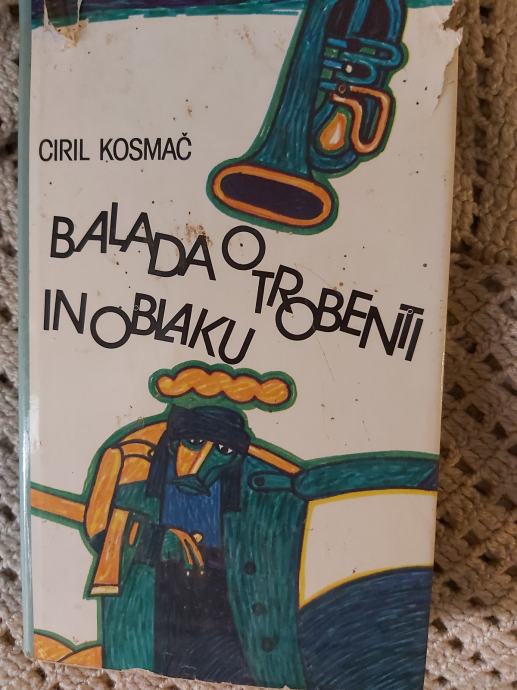 CIRIL KOSMAČ
BALADA O TROBENTI
IN OBLAKU